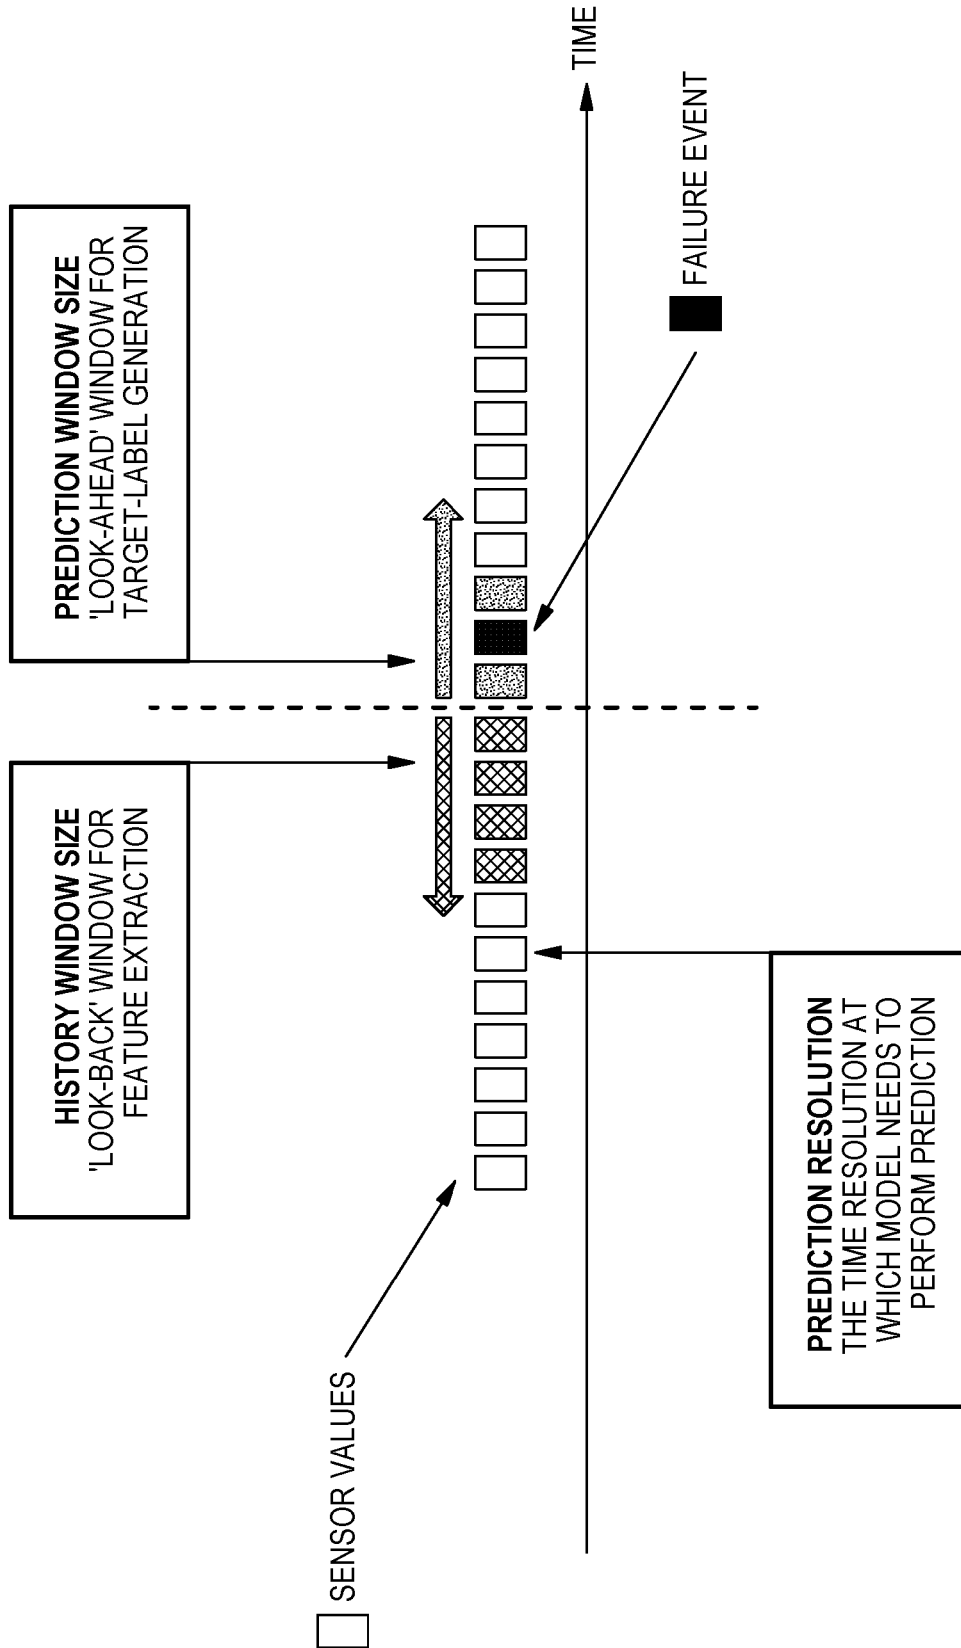 HISTORY WINDOW SIZE
'LOOK-BACK' WINDOW FOR
FEATURE EXTRACTION
PREDICTION WINDOW SIZE
'LOOK-AHEAD' WINDOW FOR
TARGET-LABEL GENERATION
SENSOR VALUES
TIME
FAILURE EVENT
PREDICTION RESOLUTION
THE TIME RESOLUTION AT
WHICH MODEL NEEDS TO
PERFORM PREDICTION